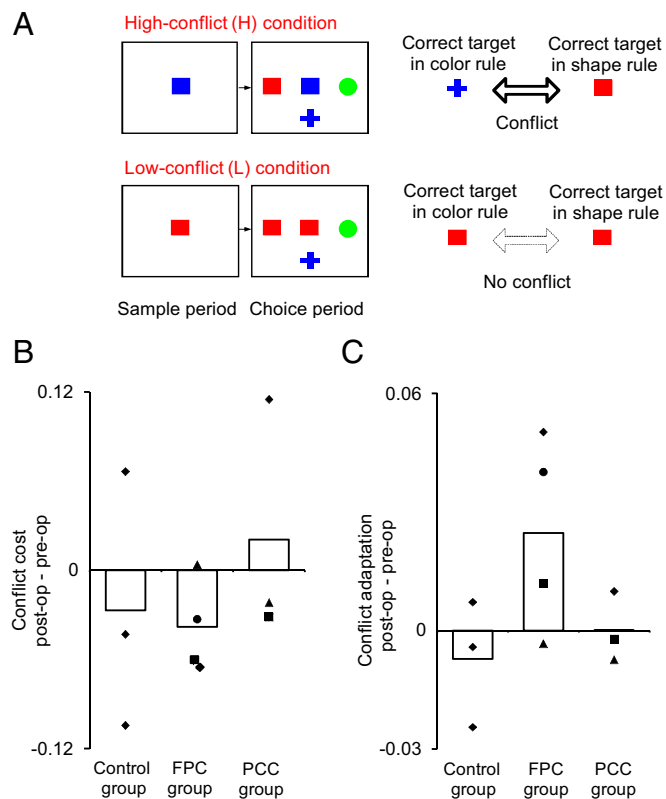 A
High-conflict (H) condition
Correct target
in color rule
Correct target
in shape rule
Conflict
Low-conflict (L) condition
Correct target
in color rule
Correct target
in shape rule
No conflict
Sample period
Choice period
B
Conflict cost
post-op - pre-op
0.12
0
-0.12
Control
group
FPC
group
PCC
group
C
Conflict adaptation
post-op - pre-op
0.06
0
-0.03
Control
group
FPC
group
PCC
group